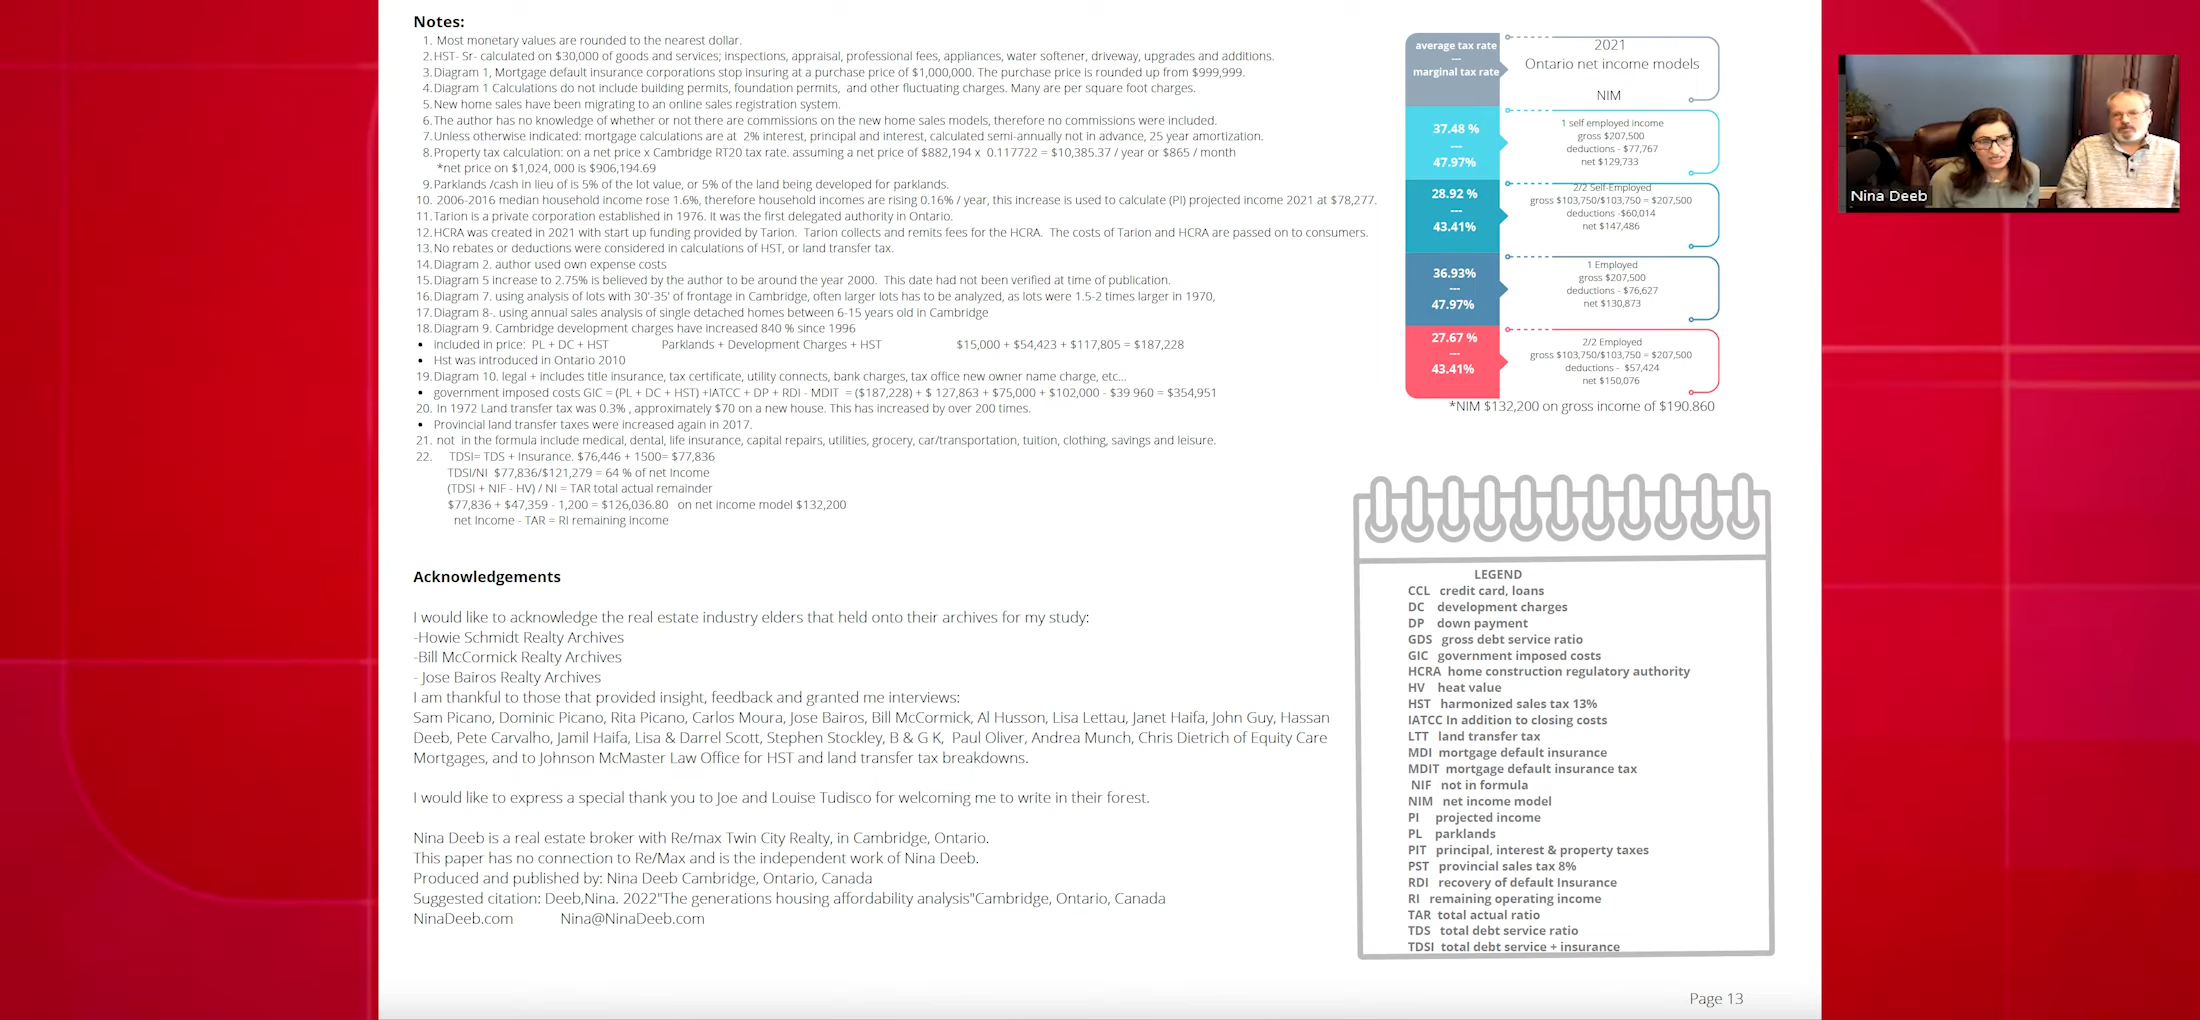 Notes:
1. Most monetary values are rounded to the nearest dollar.
2.HST- Sr- calculated on $30,000 of goods and services; inspections, appraisal, professional fees, appliances, water softener, driveway, upgrades and additions.
3.Diagram 1, Mortgage default insurance corporations stop insuring at a purchase price of $1,000,000. The purchase price is rounded up from $999,999.
4.Diagram 1 Calculations do not include building permits, foundation permits, and other fluctuating charges. Many are per square foot charges.
5.New home sales have been migrating to an online sales registration system.
6.The author has no knowledge of whether or not there are commissions on the new home sales models, therefore no commissions were included.
7.Unless otherwise indicated: mortgage calculations are at 2% interest, principal and interest, calculated semi-annually not in advance, 25 year amortization.
8.Property tax calculation: on a net price x Cambridge RT20 tax rate. assuming a net price of $882,194 x 0.117722 = $10,385.37 / year or $865 / month
*net price on $1,024, 000 is $906,194.69
9.Parklands /cash in lieu of is 5% of the lot value, or 5% of the land being developed for parklands.
10. 2006-2016 median household income rose 1.6%, therefore household incomes are rising 0.16% / year, this increase is used to calculate (PI) projected income 2021 at $78,277.
11.Tarion is a private corporation established in 1976. It was the first delegated authority in Ontario.
12.HCRA was created in 2021 with start up funding provided by Tarion. Tarion collects and remits fees for the HCRA. The costs of Tarion and HCRA are passed on to consumers.
13.No rebates or deductions were considered in calculations of HST, or land transfer tax.
14.Diagram 2. author used own expense costs
15.Diagram 5 increase to 2.75% is believed by the author to be around the year 2000. This date had not been verified at time of publication.
16.Diagram 7. using analysis of lots with 30'-35' of frontage in Cambridge, often larger lots has to be analyzed, as lots were 1.5-2 times larger in 1970,
17.Diagram 8-. using annual sales analysis of single detached homes between 6-15 years old in Cambridge
18.Diagram 9. Cambridge development charges have increased 840 % since 1996
• included in price: PL + DC + HST Parklands + Development Charges + HST $15,000 + $54,423 + $117,805 = $187,228
• Hst was introduced in Ontario 2010
19.Diagram 10. legal + includes title insurance, tax certificate, utility connects, bank charges, tax office new owner name charge, etc...
• government imposed costs GIC = (PL + DC + HST) +IATCC + DP + RDI - MDIT = ($187,228) + $ 127,863 + $75,000 + $102,000 - $39 960 = $354,951
20. In 1972 Land transfer tax was 0.3% , approximately $70 on a new house. This has increased by over 200 times.
• Provincial land transfer taxes were increased again in 2017.
21. not in the formula include medical, dental, life insurance, capital repairs, utilities, grocery, car/transportation, tuition, clothing, savings and leisure.
22. TDSI= TDS + Insurance. $76,446 + 1500= $77,836
TDSI/NI $77,836/$121,279 = 64 % of net Income
(TDSI + NIF - HV) / NI = TAR total actual remainder
$77,836 + $47,359 - 1,200 = $126,036.80 on net income model $132,200
net Income - TAR = RI remaining income
Acknowledgements
I would like to acknowledge the real estate industry elders that held onto their archives for my study:
-Howie Schmidt Realty Archives
-Bill McCormick Realty Archives
- Jose Bairos Realty Archives
I am thankful to those that provided insight, feedback and granted me interviews:
Sam Picano, Dominic Picano, Rita Picano, Carlos Moura, Jose Bairos, Bill McCormick, Al Husson, Lisa Lettau, Janet Haifa, John Guy, Hassan
Deeb, Pete Carvalho, Jamil Haifa, Lisa & Darrel Scott, Stephen Stockley, B & G K, Paul Oliver, Andrea Munch, Chris Dietrich of Equity Care
Mortgages, and to Johnson McMaster Law Office for HST and land transfer tax breakdowns.
I would like to express a special thank you to Joe and Louise Tudisco for welcoming me to write in their forest.
Nina Deeb is a real estate broker with Re/max Twin City Realty, in Cambridge, Ontario.
This paper has no connection to Re/Max and is the independent work of Nina Deeb.
Produced and published by: Nina Deeb Cambridge, Ontario, Canada
Suggested citation: Deeb,Nina. 2022"The generations housing affordability analysis"Cambridge, Ontario, Canada
NinaDeeb.com Nina@NinaDeeb.com
average tax rate
---
marginal tax rate
2021
Ontario net income models
NIM
37.48 %
---
47.97%
1 self employed income
gross $207,500
deductions - $77,767
net $129,733
28.92 %
---
43.41%
2/2 Self-Employed
gross $103,750/$103,750 = $207,500
deductions -$60,014
net $147,486
36.93%
---
47.97%
1 Employed
gross $207,500
deductions - $76,627
net $130,873
27.67 %
---
43.41%
2/2 Employed
gross $103,750/$103,750 = $207,500
deductions - $57,424
net $150,076
*NIM $132,200 on gross income of $190.860
LEGEND
CCL credit card, loans
DC development charges
DP down payment
GDS gross debt service ratio
GIC government imposed costs
HCRA home construction regulatory authority
HV heat value
HST harmonized sales tax 13%
IATCC In addition to closing costs
LTT land transfer tax
MDI mortgage default insurance
MDIT mortgage default insurance tax
NIF not in formula
NIM net income model
PI projected income
PL parklands
PIT principal, interest & property taxes
PST provincial sales tax 8%
RDI recovery of default Insurance
RI remaining operating income
TAR total actual ratio
TDS total debt service ratio
TDSI total debt service + insurance
Page 13
Nina Deeb